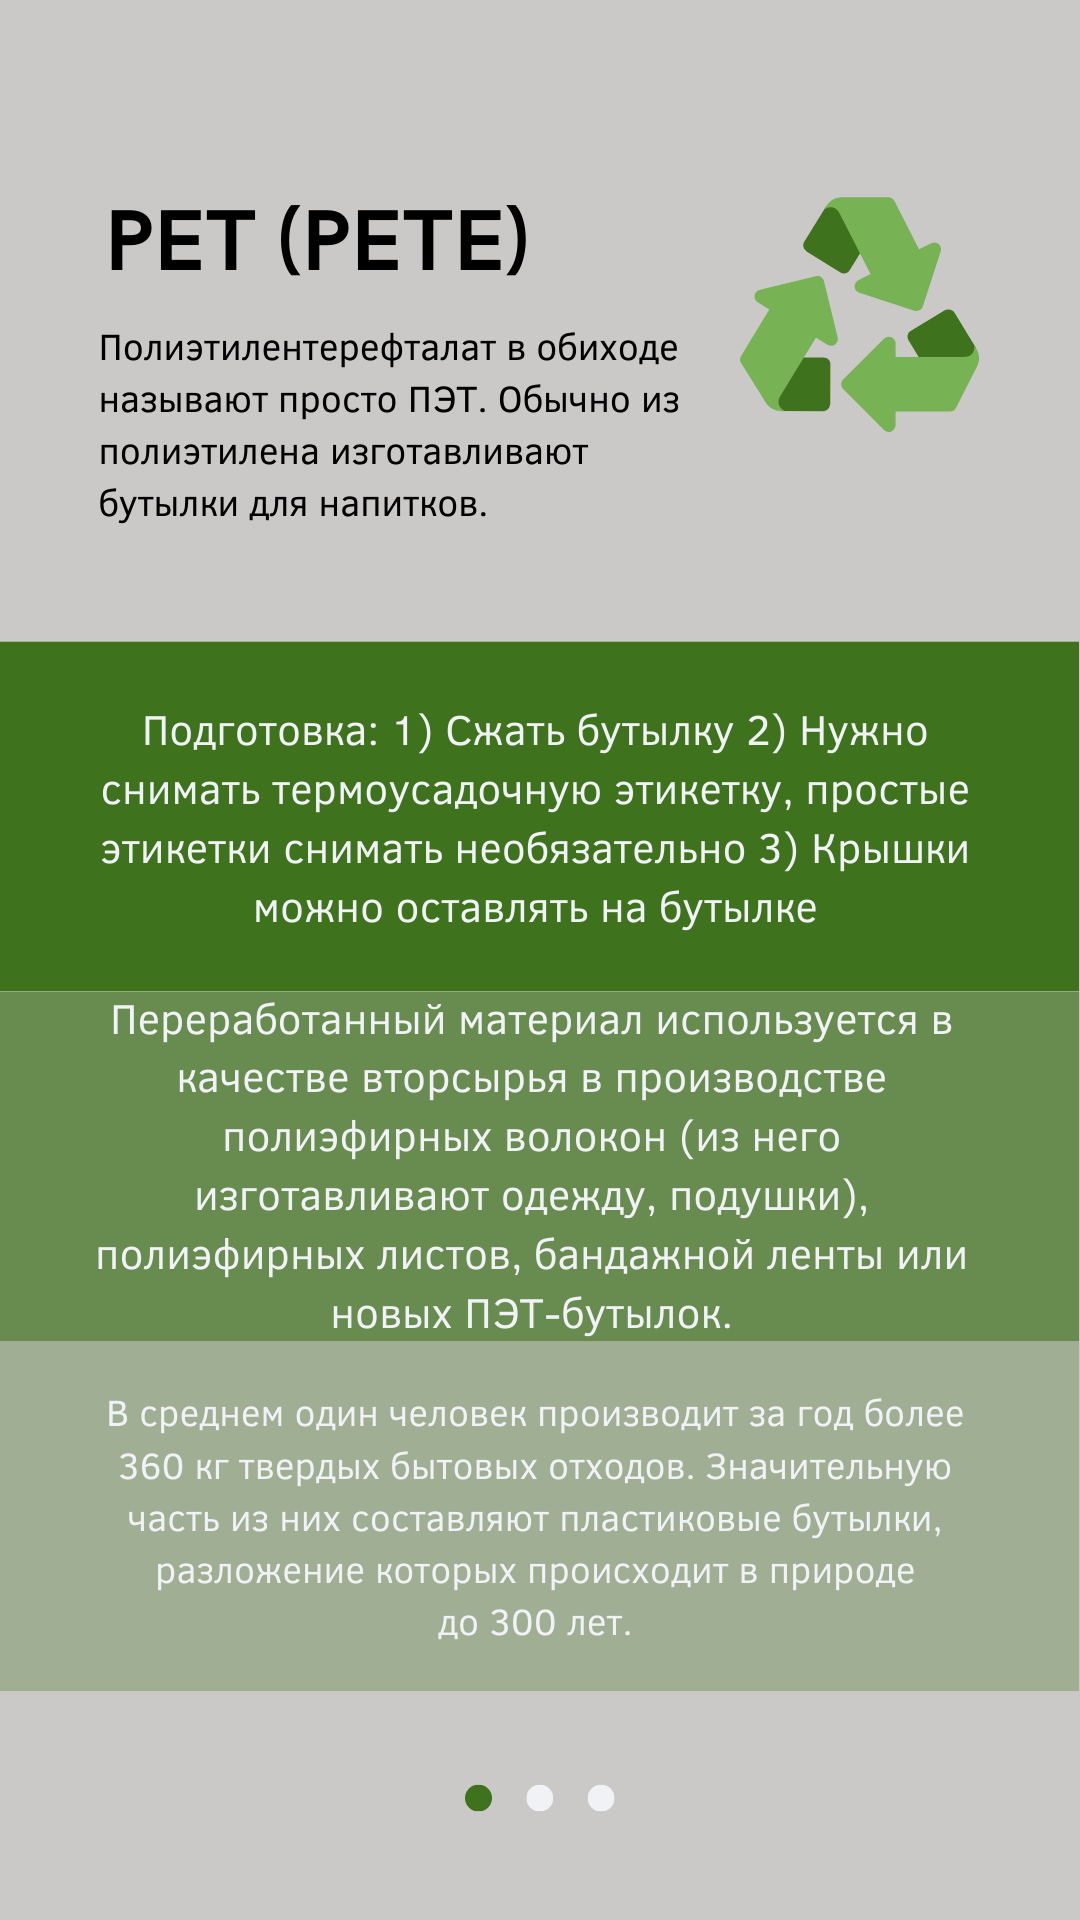 PET (PETE)
Полиэтилентерефталат в обиходе
называют просто ПЭТ. Обычно из
полиэтилена изготавливают
бутылки для напитков.
Подготовка: 1) Сжать бутылку 2) Нужно
снимать термоусадочную этикетку, простые
этикетки снимать необязательно 3) Крышки
можно оставлять на бутылке
Переработанный материал используется в
качестве вторсырья в производстве
полиэфирных волокон (из него
изготавливают одежду, подушки),
полиэфирных листов, бандажной ленты или
новых ПЭТ-бутылок.
В среднем один человек производит за год более
360 кг твердых бытовых отходов. Значительную
часть из них составляют пластиковые бутылки,
разложение которых происходит в природе
до 300 лет.